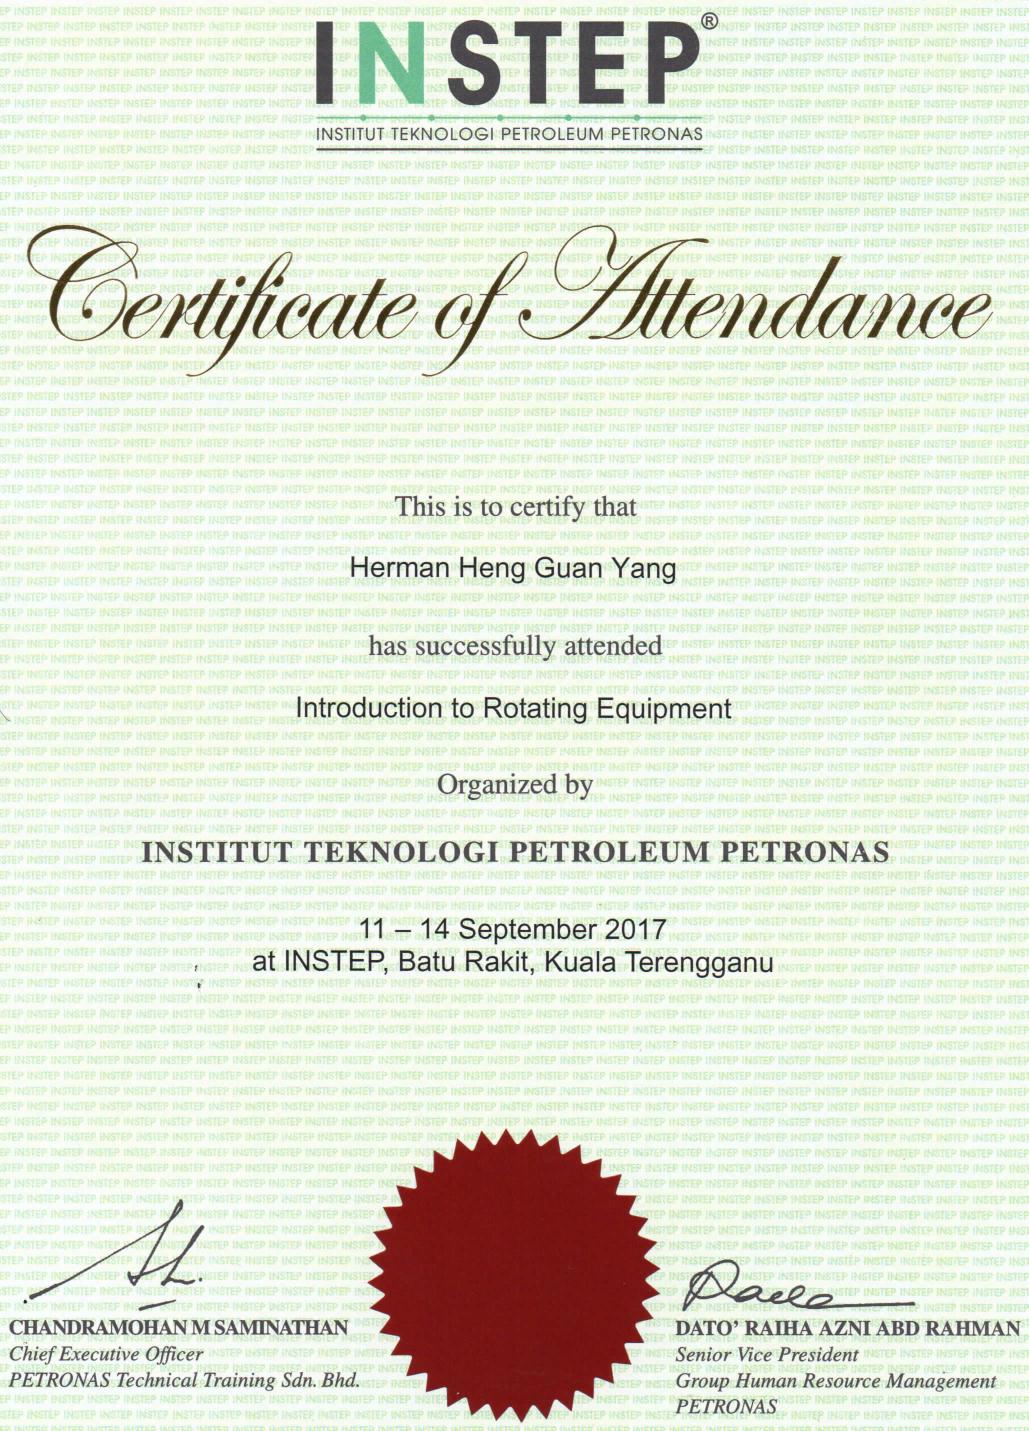 INSTEP®
INSTITUT TEKNOLOGI PETROLEUM PETRONAS
Certificate of Attendance
This is to certify that
Herman Heng Guan Yang
has successfully attended
Introduction to Rotating Equipment
Organized by
INSTITUT TEKNOLOGI PETROLEUM PETRONAS
11 – 14 September 2017
at INSTEP, Batu Rakit, Kuala Terengganu
CHANDRAMOHAN M SAMINATHAN
Chief Executive Officer
PETRONAS Technical Training Sdn. Bhd.
DATO' RAIHA AZNI ABD RAHMAN
Senior Vice President
Group Human Resource Management
PETRONAS